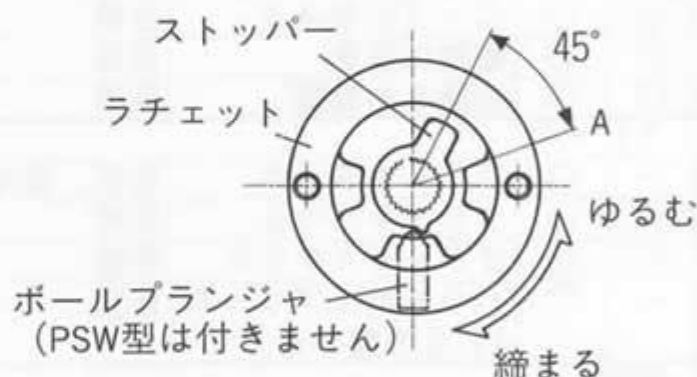 ストッパー
45°
ラチェット
A
ゆるむ
ボールプランジャ
(PSW型は付きません)
締まる